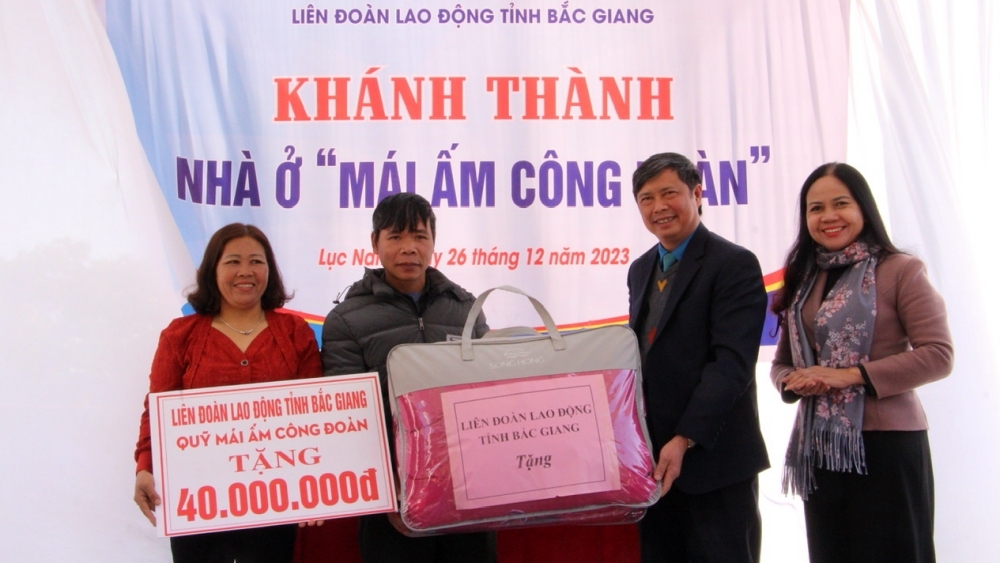 LIÊN ĐOÀN LAO ĐỘNG TỈNH BẮC GIANG
KHÁNH THÀNH
NHÀ Ở “MÁI ẤM CÔNG
Lục 26 tháng 12 năm 2023
LIÊN ĐOÀN LAO ĐỘNG TỈNH BẮC GIANG
QUỸ MÁI ẤM CÔNG ĐOÀN
TẶNG
40.000.000đ
SONG HONG
LIÊN ĐOÀN LAO ĐỘNG
TỈNH BẮC GIANG
Tặng